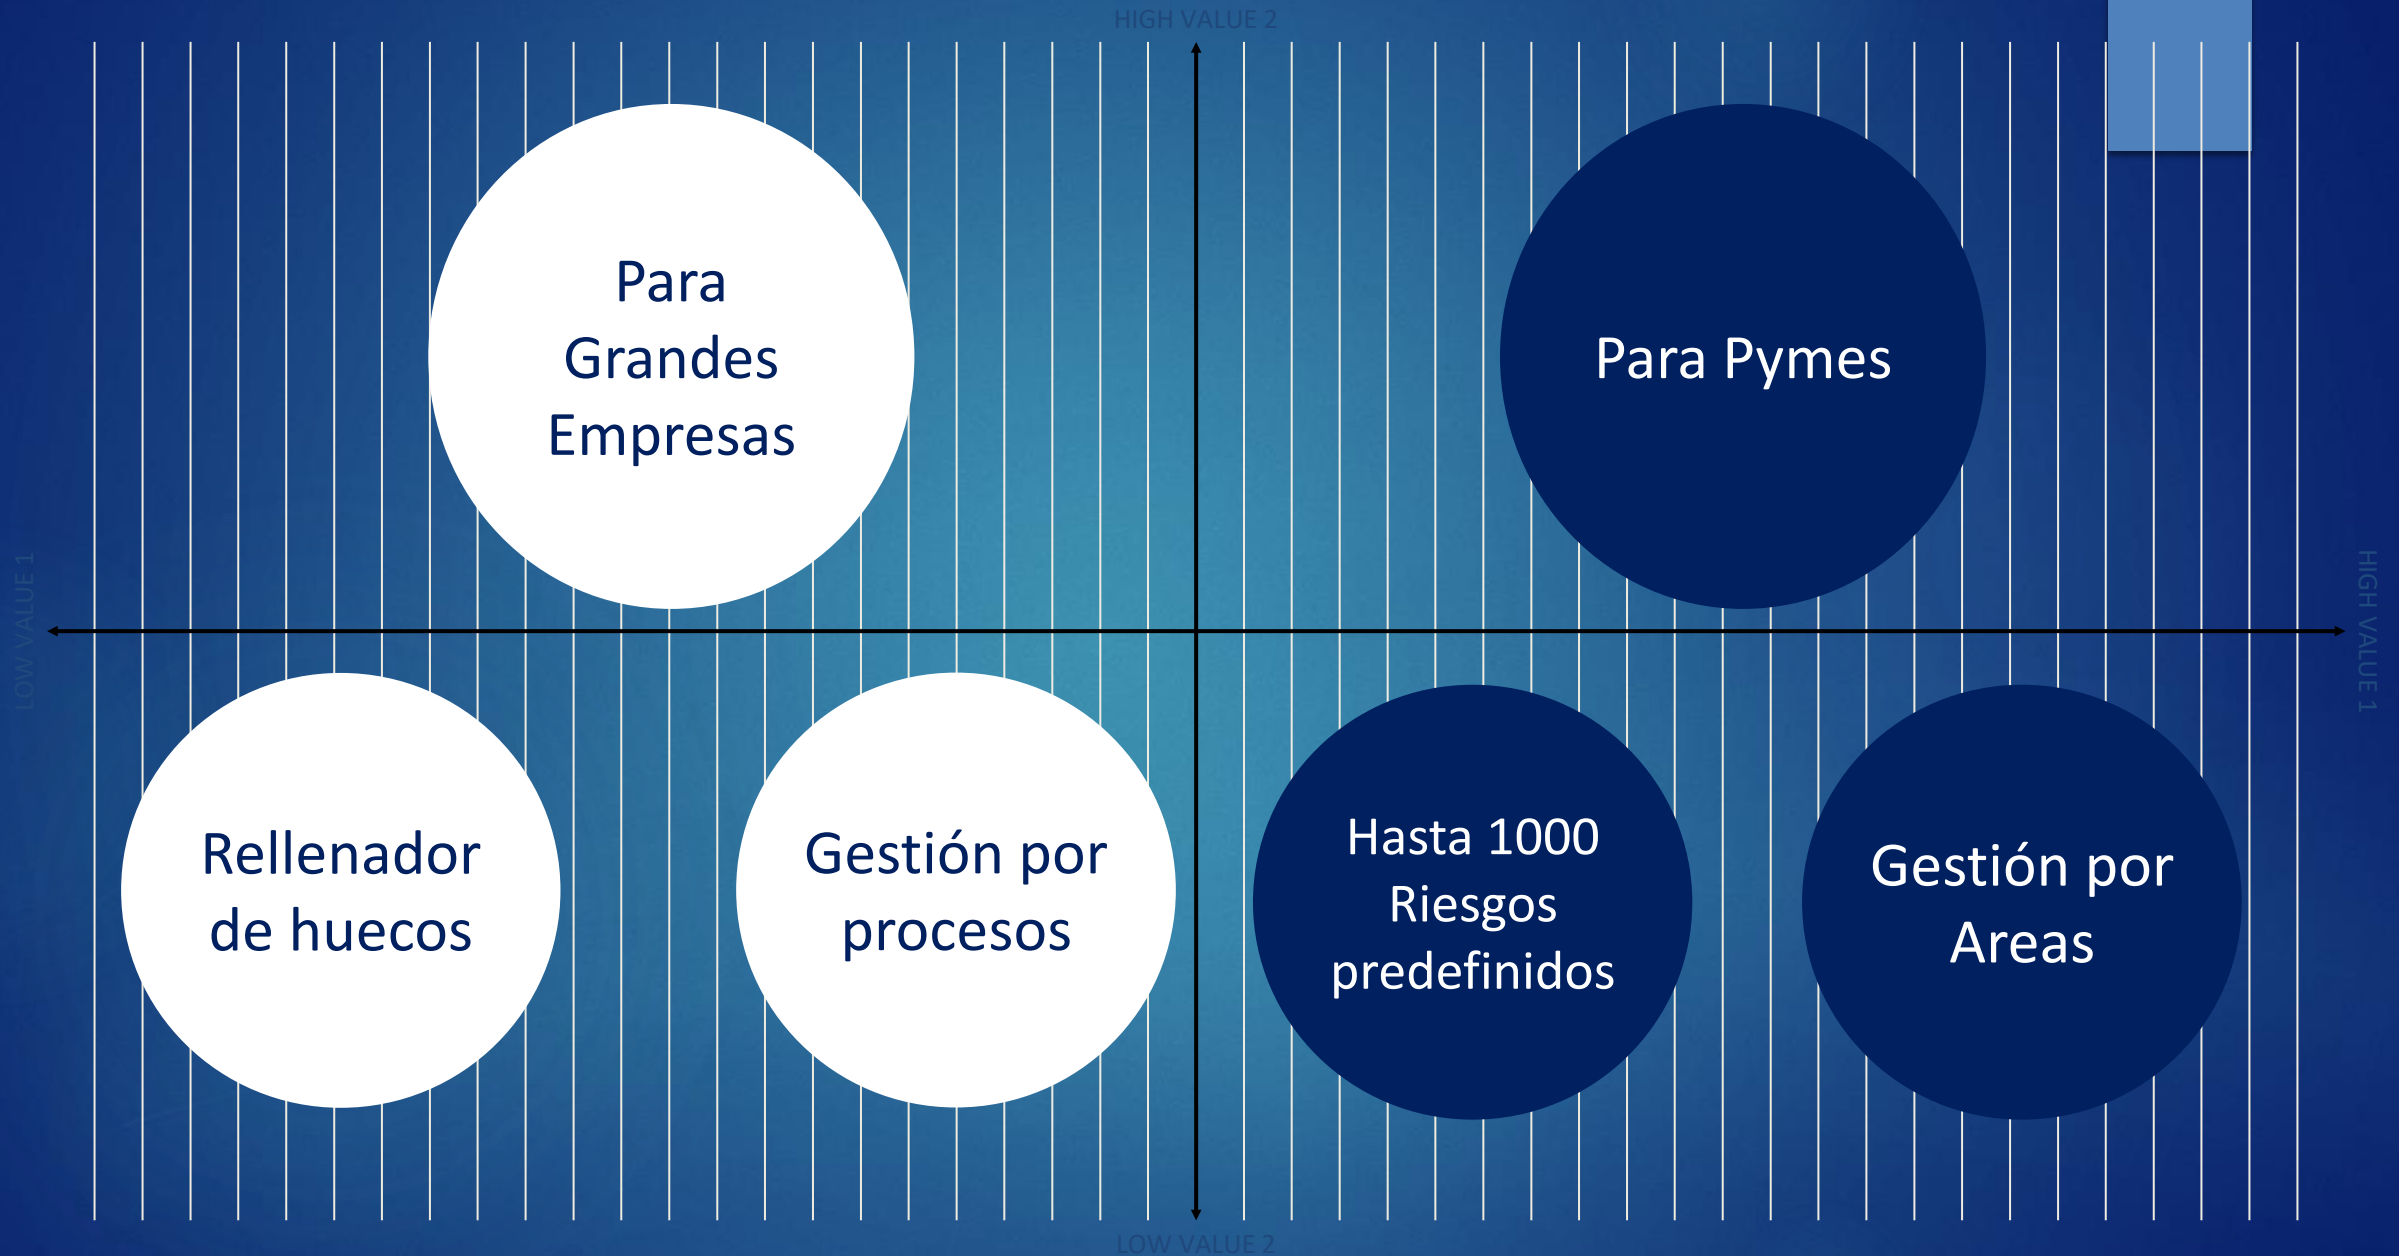 HIGH VALUE 2
Para
Grandes
Empresas
Para Pymes
LOW VALUE 1
HIGH VALUE 1
Rellenador
de huecos
Gestión por
procesos
Hasta 1000
Riesgos
predefinidos
Gestión por
Areas
LOW VALUE 2